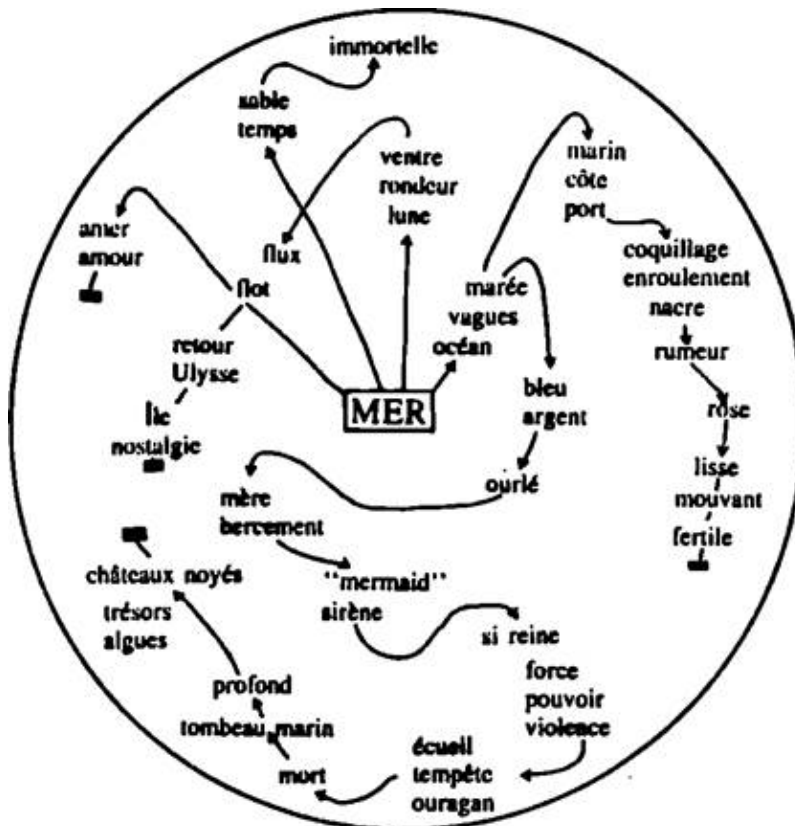 immortelle
sable
temps
ventre
rondeur
lune
marin
côte
port
amer
amour
flux
flot
marée
vagues
océan
coquillage
enroulement
nacre
rumeur
retour
Ulysse
MER
bleu
argent
rose
Île
nostalgie
ourlé
lisse
mouvant
fertile
mère
bercement
châteaux noyés
trésors
algues
"mermaid"
sirène
si reine
force
pouvoir
violence
profond
tombeau marin
mort
écueil
tempête
ouragan